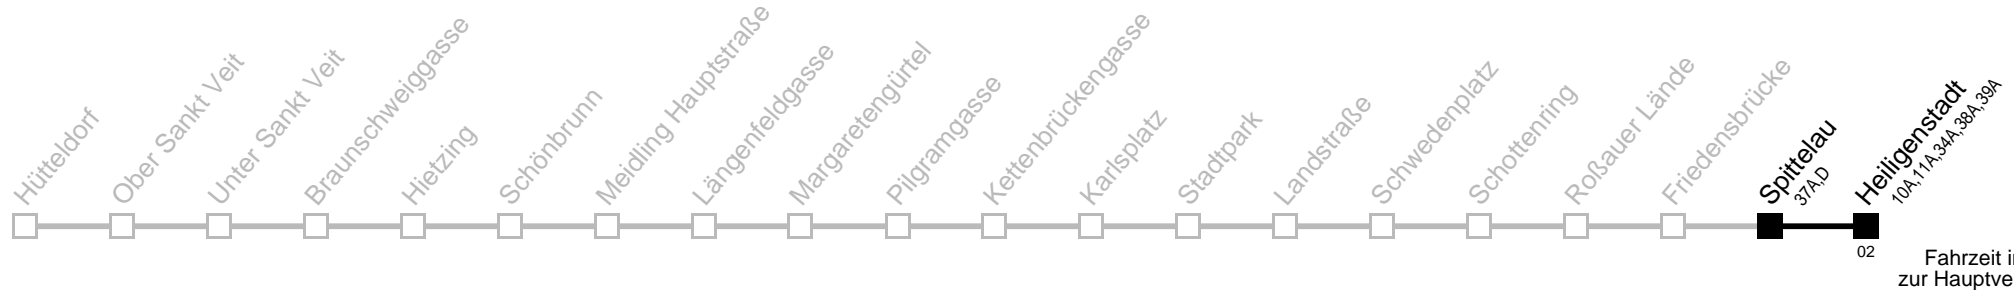 Hütteldorf
Ober Sankt Veit
Unter Sankt Veit
Braunschweiggasse
Hietzing
Schönbrunn
Meidling Hauptstraße
Längenfeldgasse
Margaretengürtel
Pilgramgasse
Kettenbrückengasse
Karlsplatz
Stadtpark
Landstraße
Schwedenplatz
Schottenring
Roßauer Lände
Friedensbrücke
Spittelau
37A,D
Heiligenstadt
10A,11A,34A,38A,39A
02
Fahrzeit
zur